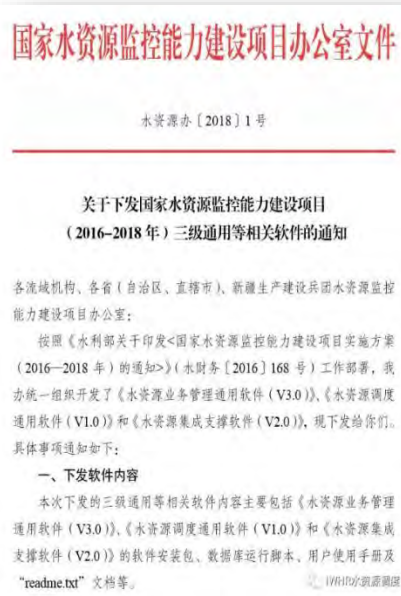 国家水资源监控能力建设项目办公室文件
水资源办〔2018〕1号
关于下发国家水资源监控能力建设项目
（2016-2018年）三级通用等相关软件的通知
各流域机构、各省（自治区、直辖市）、新疆生产建设兵团水资源监控
能力建设项目办公室：
按照《水利部关于印发<国家水资源监控能力建设项目实施方案
（2016—2018年）的通知>》（水财务〔2016〕168号）工作部署，我
办统一组织开发了《水资源业务管理通用软件（V3.0）》、《水资源调度
通用软件（V1.0）》和《水资源集成支撑软件（V2.0）》，现下发给你们。
具体事项通知如下：
一、下发软件内容
本次下发的三级通用等相关软件内容主要包括《水资源业务管理
通用软件（V3.0）》、《水资源调度通用软件（V1.0）》和《水资源集成
支撑软件（V2.0）》的软件安装包、数据库运行脚本、用户使用手册及
“readme.txt”文档等。
IWHR水资源调度